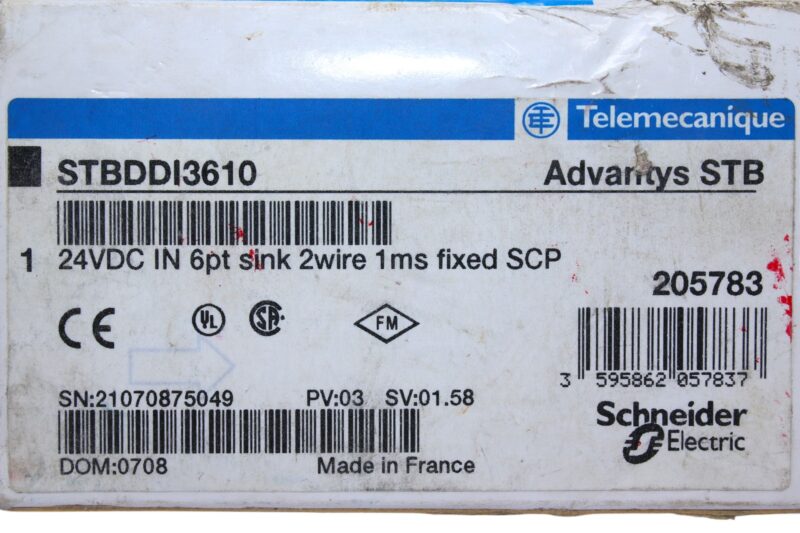 Telemecanique
STBDDI3610 Advantys STB
1 24VDC IN 6pt sink 2wire 1ms fixed SCP
205783
CE UL SA FM
3 595862 057837
SN:21070875049 PV:03 SV:01.58
Schneider
Electric
DOM:0708 Made in France